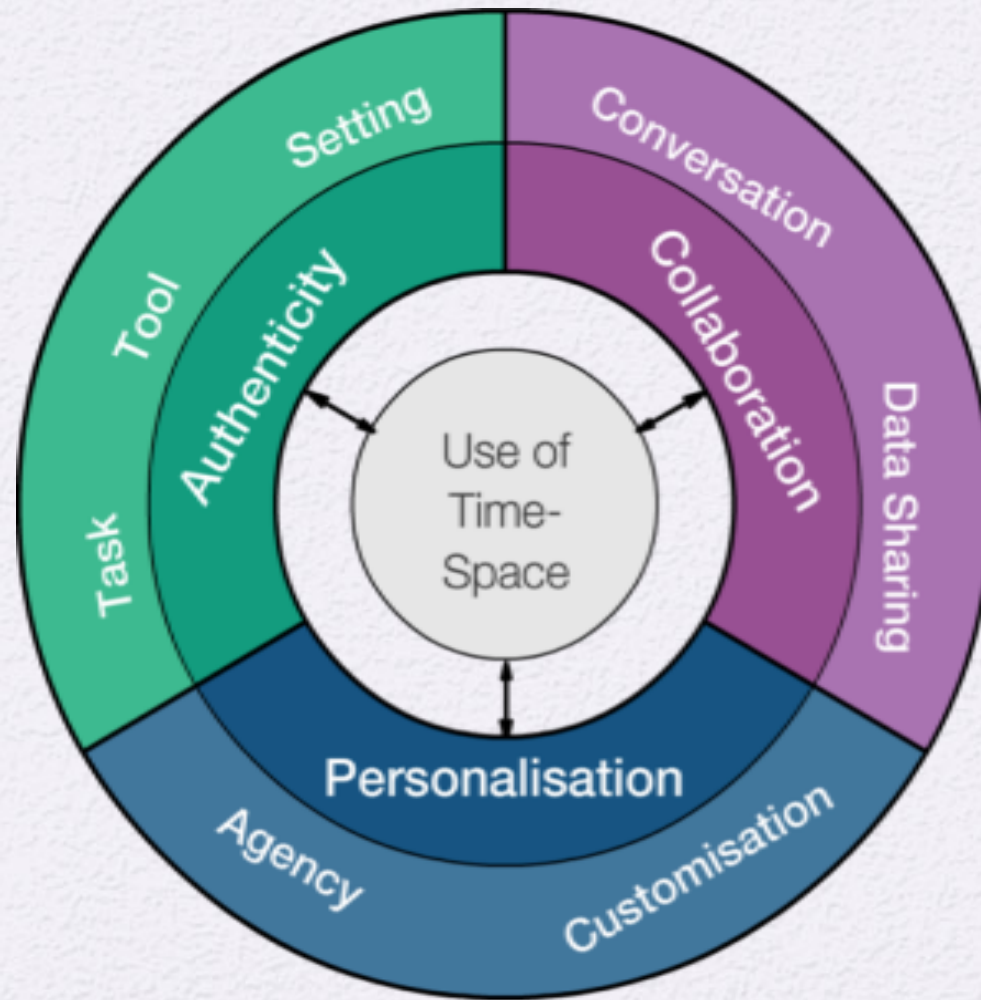 Setting
Tool
Task
Authenticity
Conversation
Data Sharing
Collaboration
Use of
Time-
Space
Personalisation
Agency
Customisation